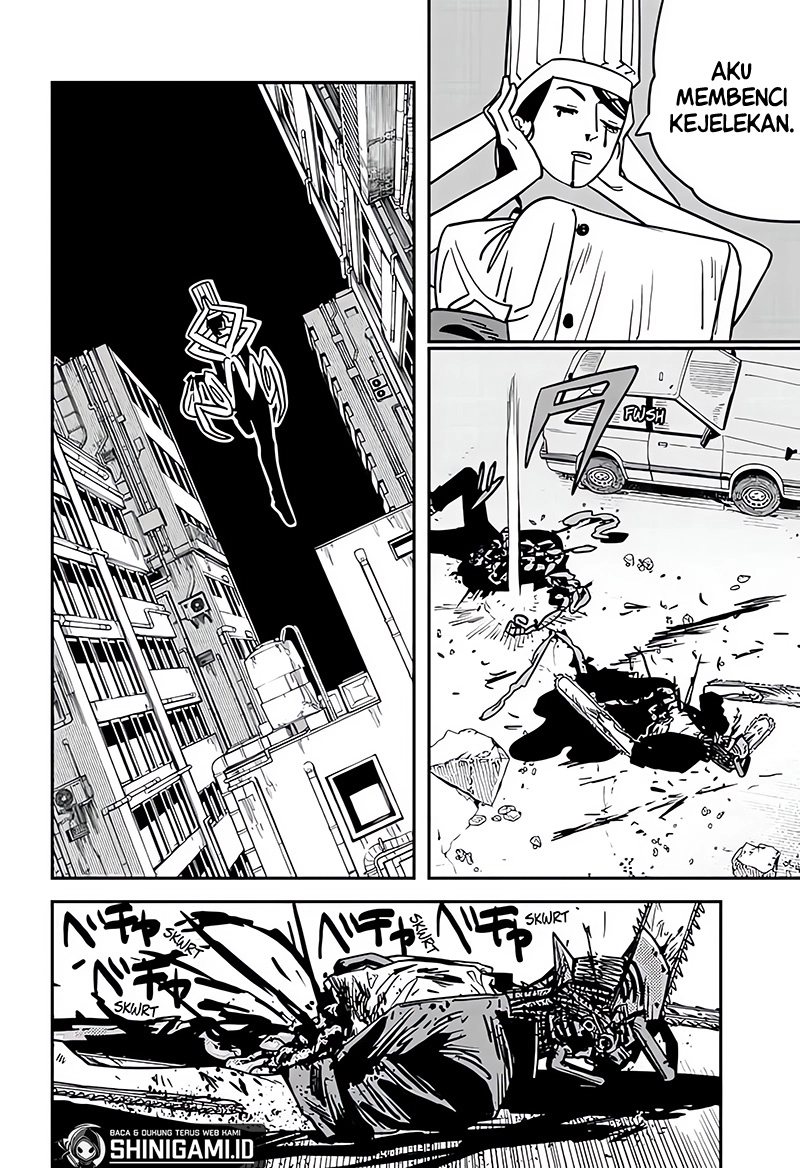 AKU
MEMBENCI
KEJELEKAN.
FWSH
ベチャ
SKWRT
ベチャ
SKWRT
ベチャ
SKWRT
ベチャ
SKWRT
BACA & DUKUNG TERUS WEB KAMI
SHINIGAMI.ID